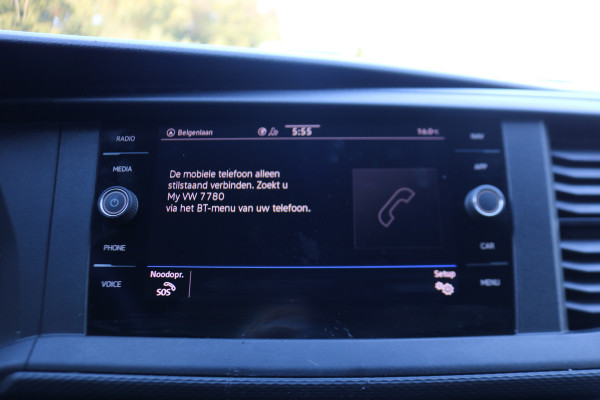 RADIO
Belgenlaan
5:55
NAV
MEDIA
APP
De mobiele telefoon alleen
stilstand verbinden. Zoekt u
My VW 7780
via het BT-menu van uw telefoon.
PHONE
CAR
VOICE
Noodopr.
SOS
Setup
MENU